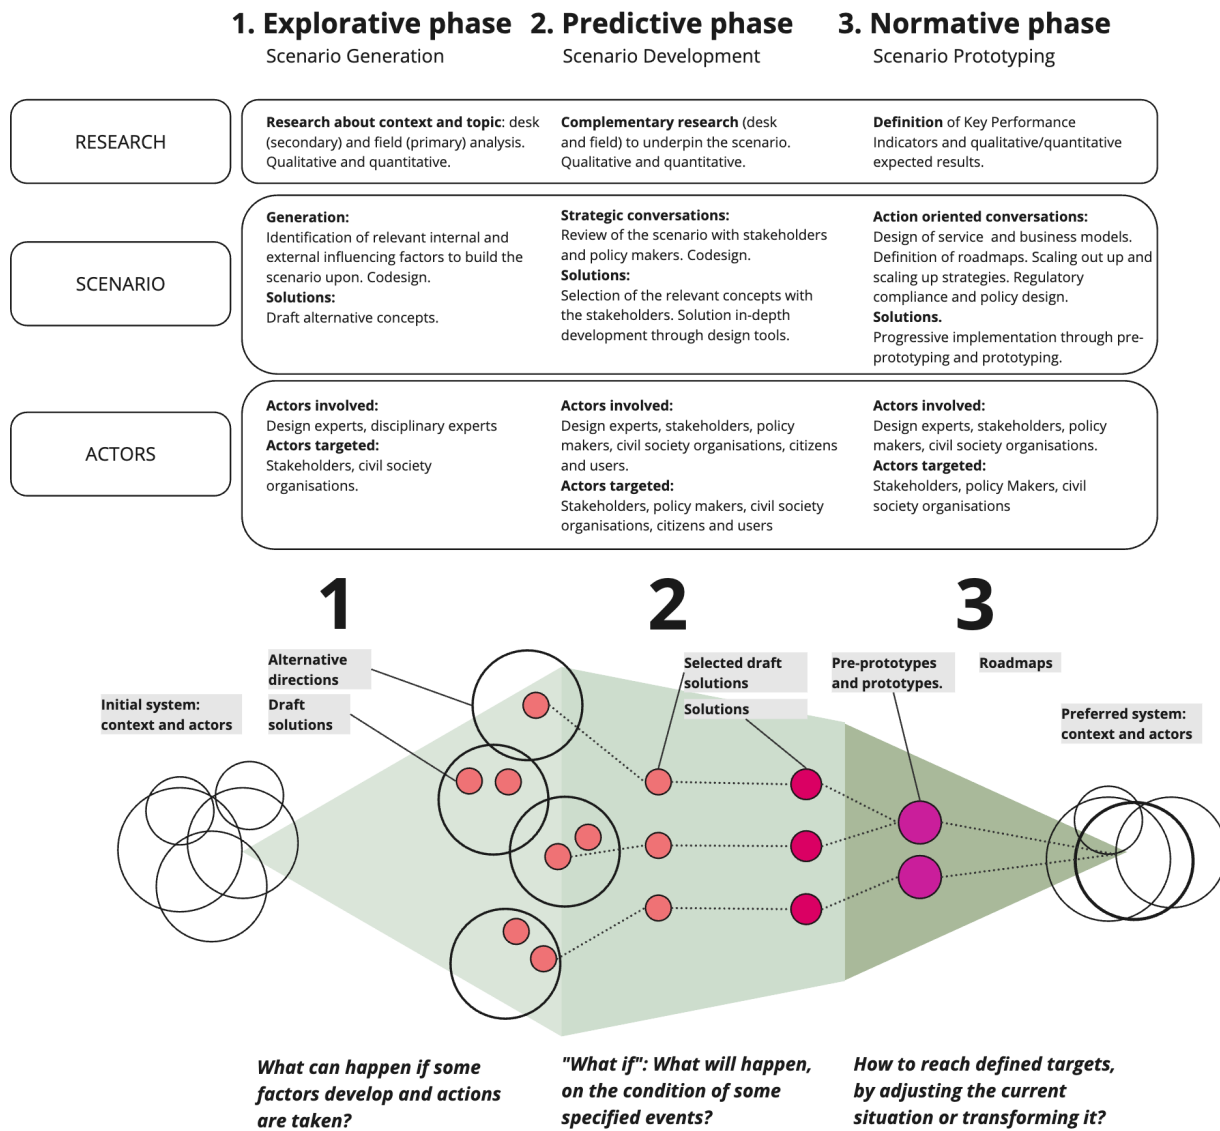 1. Explorative phase
Scenario Generation
2. Predictive phase
Scenario Development
3. Normative phase
Scenario Prototyping
RESEARCH
Research about context and topic: desk
(secondary) and field (primary) analysis.
Qualitative and quantitative.
Complementary research (desk
and field) to underpin the scenario.
Qualitative and quantitative.
Definition of Key Performance
Indicators and qualitative/quantitative
expected results.
SCENARIO
Generation:
Identification of relevant internal and
external influencing factors to build the
scenario upon. Codesign.
Solutions:
Draft alternative concepts.
Strategic conversations:
Review of the scenario with stakeholders
and policy makers. Codesign.
Solutions:
Selection of the relevant concepts with
the stakeholders. Solution in-depth
development through design tools.
Action oriented conversations:
Design of service and business models.
Definition of roadmaps. Scaling out up and
scaling up strategies. Regulatory
compliance and policy design.
Solutions.
Progressive implementation through pre-
prototyping and prototyping.
ACTORS
Actors involved:
Design experts, disciplinary experts
Actors targeted:
Stakeholders, civil society
organisations.
Actors involved:
Design experts, stakeholders, policy
makers, civil society organisations, citizens
and users.
Actors targeted:
Stakeholders, policy makers, civil society
organisations, citizens and users
Actors involved:
Design experts, stakeholders, policy
makers, civil society organisations.
Actors targeted:
Stakeholders, policy Makers, civil
society organisations
1
2
3
Initial system:
context and actors
Alternative
directions
Draft
solutions
Selected draft
solutions
Solutions
Pre-prototypes
and prototypes.
Roadmaps
Preferred system:
context and actors
What can happen if some
factors develop and actions
are taken?
"What if": What will happen,
on the condition of some
specified events?
How to reach defined targets,
by adjusting the current
situation or transforming it?